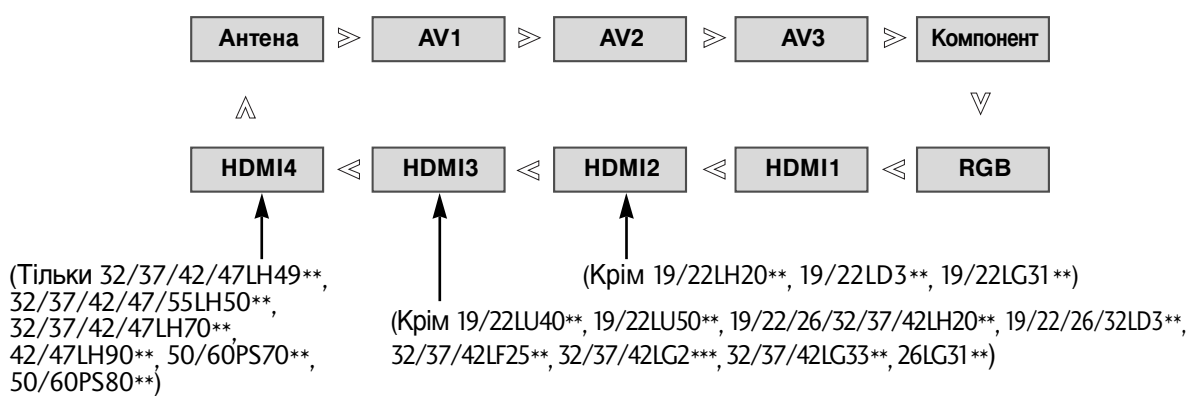 Антена AV1 AV2 AV3 Компонент
HDMI4 HDMI3 HDMI2 HDMI1 RGB
(Тільки 32/37/42/47LH49**,
32/37/42/47/55LH50**,
32/37/42/47LH70**,
42/47LH90**, 50/60PS70**,
50/60PS80**)
(Крім 19/22LH20**, 19/22LD3**, 19/22LG31**)
(Крім 19/22LU40**, 19/22LU50**, 19/22/26/32/37/42LH20**, 19/22/26/32LD3**,
32/37/42LF25**, 32/37/42LG2***, 32/37/42LG33**, 26LG31**)